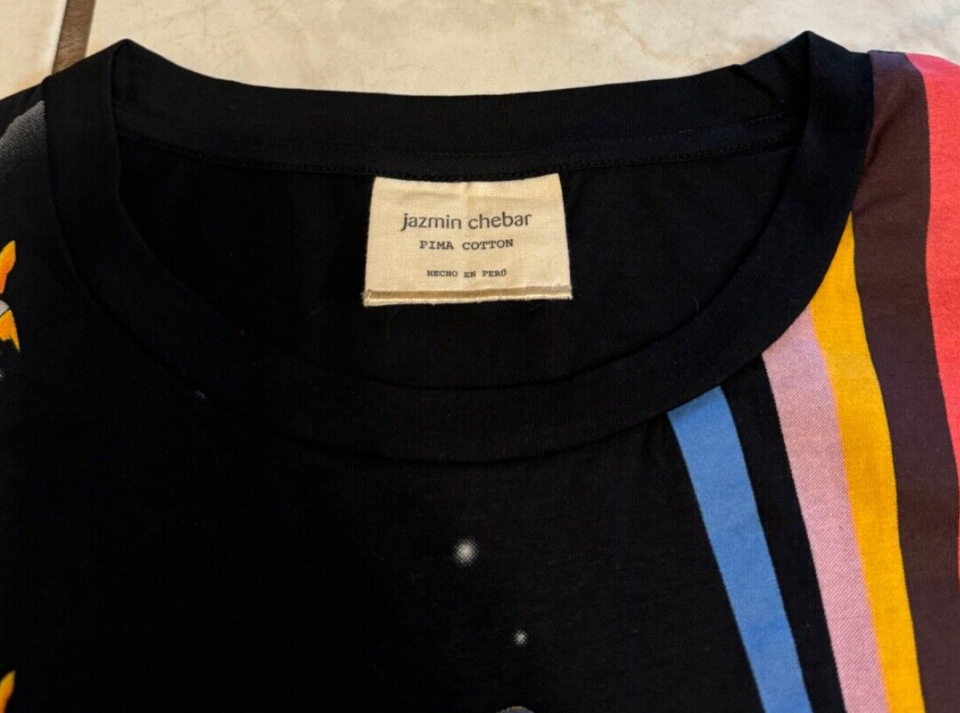 jazmin chebar
PIMA COTTON
HECHO EN PERÚ